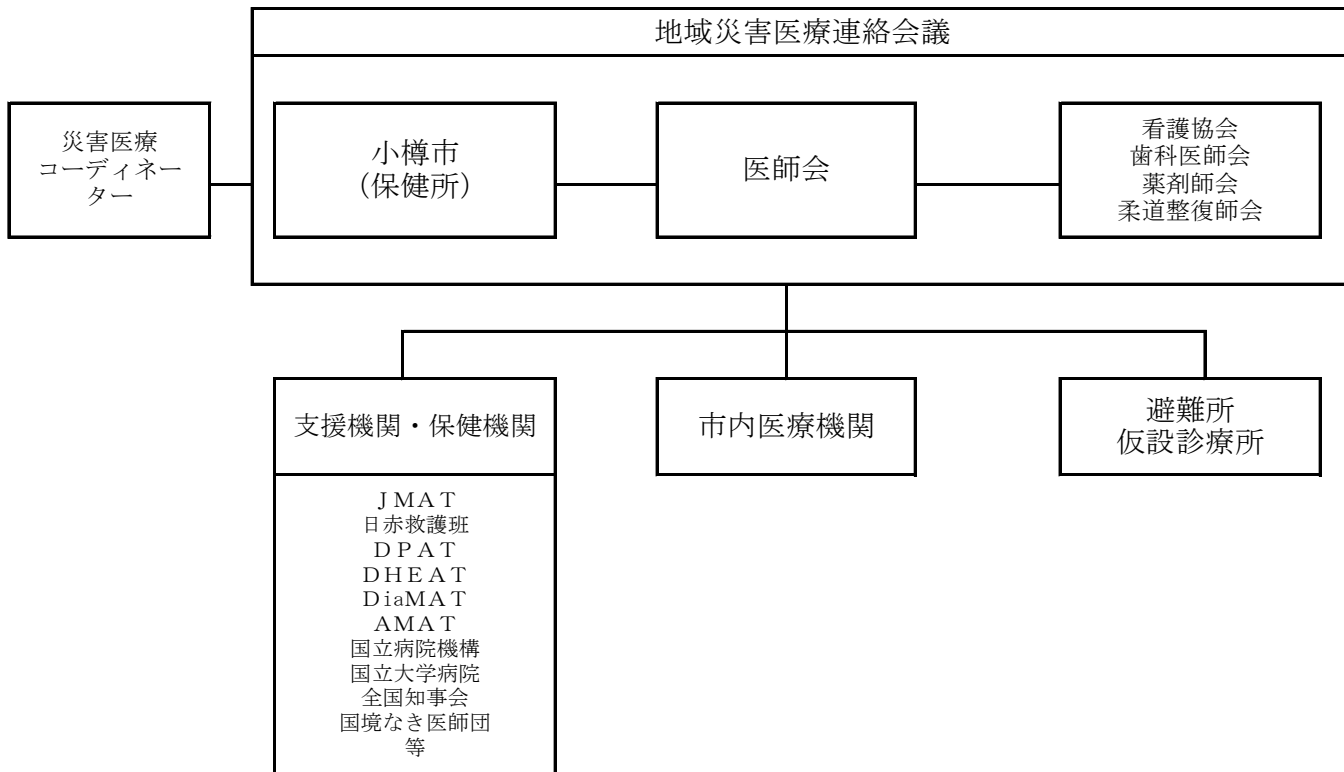 地域災害医療連絡会議
災害医療
コーディネー
ター
小樽市
(保健所)
医師会
看護協会
歯科医師会
薬剤師会
柔道整復師会
支援機関・保健機関
ＪＭＡＴ
日赤救護班
ＤＰＡＴ
ＤＨＥＡＴ
ＤiaＭＡＴ
ＡＭＡＴ
国立病院機構
国立大学病院
全国知事会
国境なき医師団
等
市内医療機関
避難所
仮設診療所